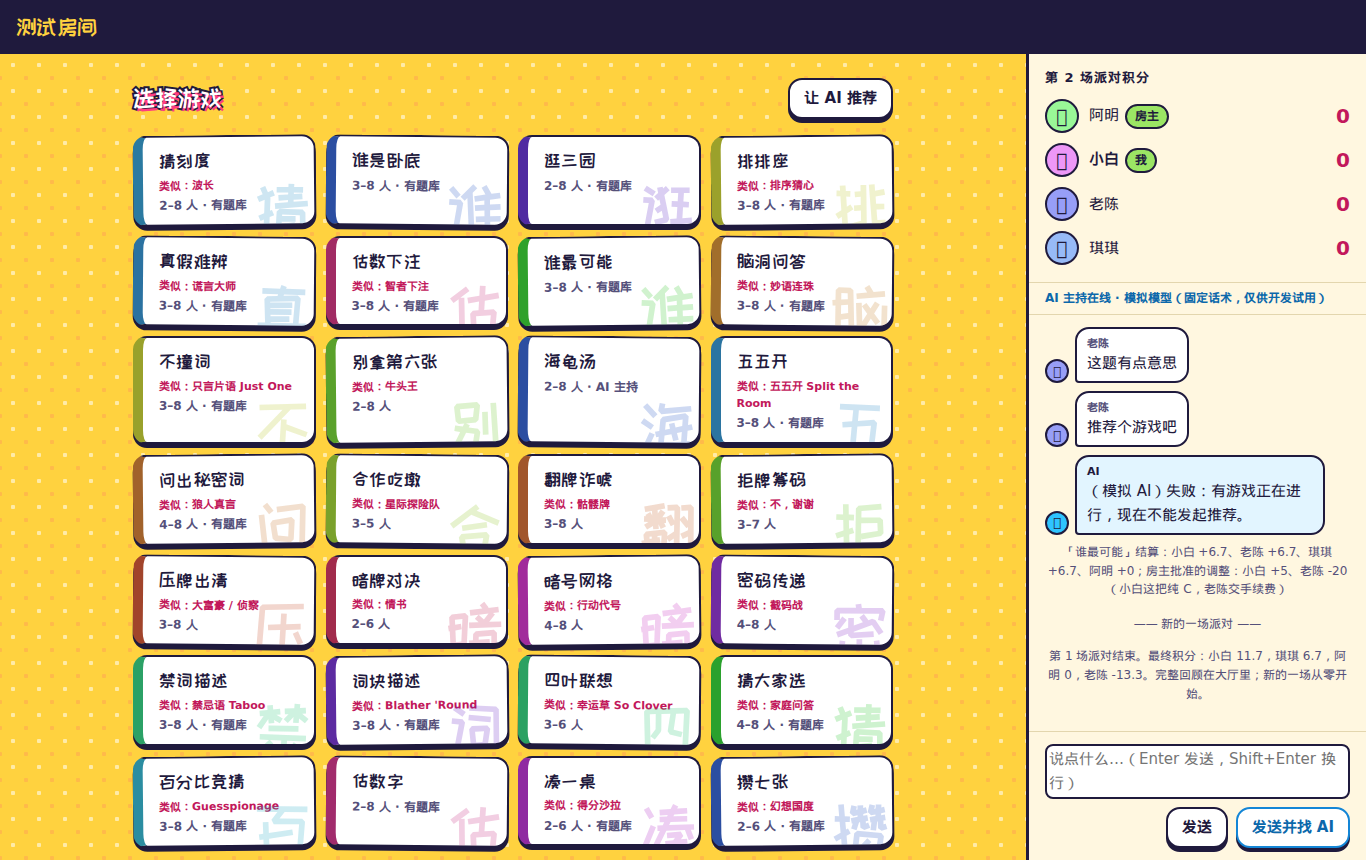 测试房间
选择游戏
让 AI 推荐
猜刻度
类似：波长
2–8 人 · 有题库
猜
谁是卧底
3–8 人 · 有题库
谁
逛三园
2–8 人 · 有题库
逛
排排座
类似：排序猜心
3–8 人 · 有题库
排
真假难辨
类似：谎言大师
3–8 人 · 有题库
真
估数下注
类似：智者下注
3–8 人 · 有题库
估
谁最可能
3–8 人 · 有题库
谁
脑洞问答
类似：妙语连珠
3–8 人 · 有题库
脑
不撞词
类似：只言片语 Just One
3–8 人 · 有题库
不
别拿第六张
类似：牛头王
2–8 人
别
海龟汤
2–8 人 · AI 主持
海
五五开
类似：五五开 Split the
Room
3–8 人 · 有题库
五
问出秘密词
类似：狼人真言
4–8 人 · 有题库
问
合作吃墩
类似：星际探险队
3–5 人
合
翻牌诈唬
类似：骷髅牌
3–8 人
翻
拒牌筹码
类似：不，谢谢
3–7 人
拒
压牌出清
类似：大富豪 / 侦察
3–8 人
压
暗牌对决
类似：情书
2–6 人
暗
暗号网格
类似：行动代号
4–8 人
暗
密码传递
类似：截码战
4–8 人
密
禁词描述
类似：禁忌语 Taboo
3–8 人 · 有题库
禁
词块描述
类似：Blather 'Round
3–8 人 · 有题库
词
四叶联想
类似：幸运草 So Clover
3–6 人
四
猜大家选
类似：家庭问答
4–8 人 · 有题库
猜
百分比竞猜
类似：Guesspionage
3–8 人 · 有题库
百
估数字
2–8 人 · 有题库
估
凑一桌
类似：得分沙拉
2–6 人 · 有题库
凑
攒七张
类似：幻想国度
2–6 人 · 有题库
攒
第 2 场派对积分
阿明 房主 0
小白 我 0
老陈 0
琪琪 0
AI 主持在线 · 模拟模型（固定话术，仅供开发试用）
老陈
这题有点意思
老陈
推荐个游戏吧
AI
（模拟 AI）失败：有游戏正在进
行，现在不能发起推荐。
「谁最可能」结算：小白 +6.7、老陈 +6.7、琪琪
+6.7、阿明 +0；房主批准的调整：小白 +5、老陈 -20
（小白这把纯 C，老陈交手续费）
—— 新的一场派对 ——
第 1 场派对结束。最终积分：小白 11.7，琪琪 6.7，阿
明 0，老陈 -13.3。完整回顾在大厅里；新的一场从零开
始。
说点什么…（Enter 发送，Shift+Enter 换
行）
发送
发送并找 AI